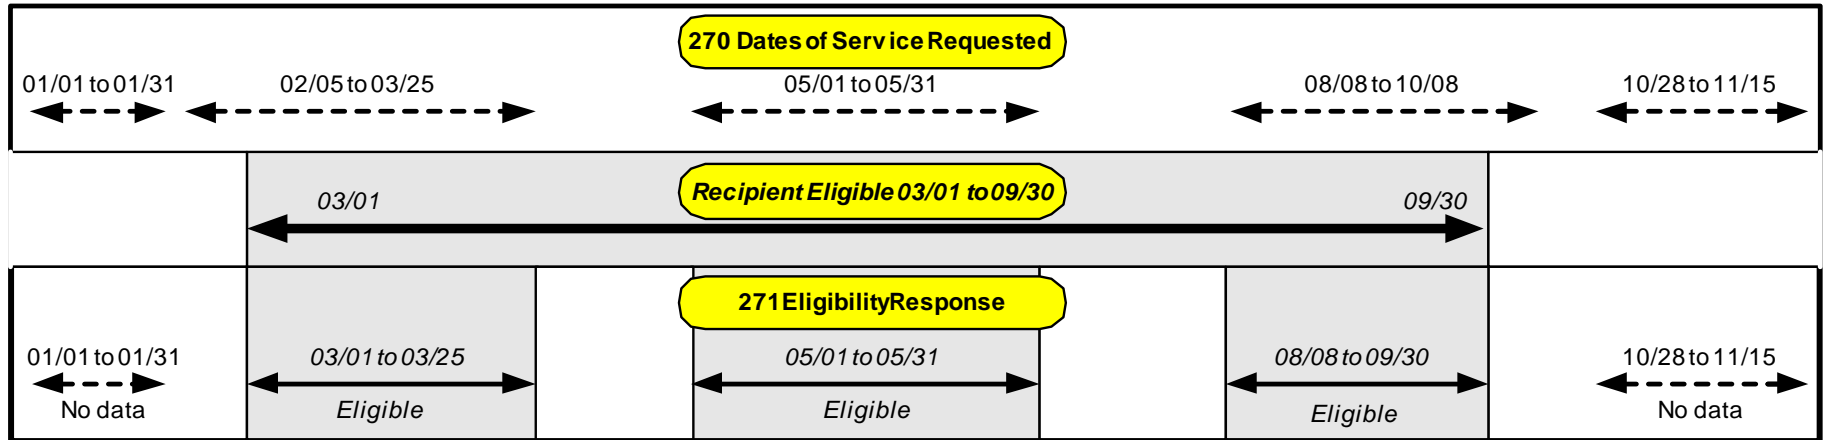 270 Dates of Service Requested
01/01 to 01/31
02/05 to 03/25
05/01 to 05/31
08/08 to 10/08
10/28 to 11/15
Recipient Eligible 03/01 to 09/30
03/01
09/30
271 Eligibility Response
01/01 to 01/31
03/01 to 03/25
05/01 to 05/31
08/08 to 09/30
10/28 to 11/15
No data
Eligible
Eligible
Eligible
No data